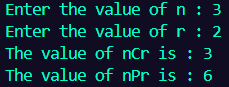 Enter the value of n : 3
Enter the value of r : 2
The value of nCr is : 3
The value of nPr is : 6